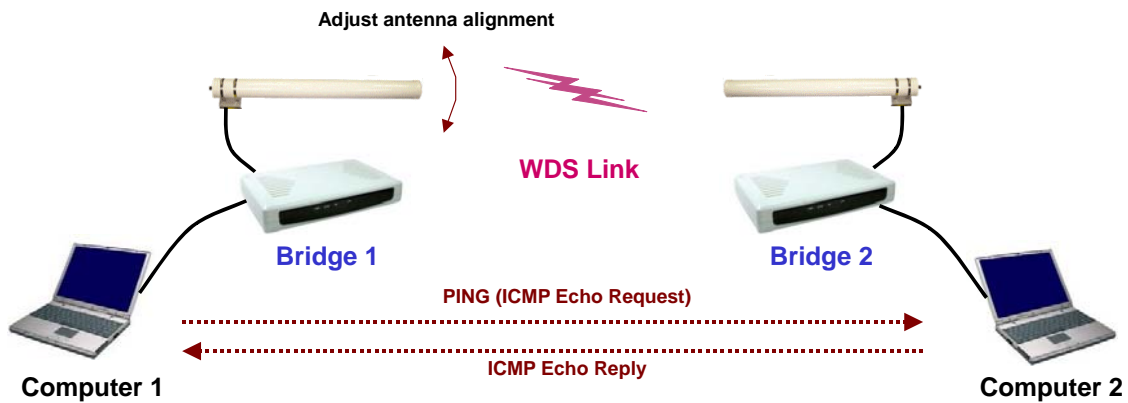 Adjust antenna alignment
WDS Link
Bridge 1
Bridge 2
PING (ICMP Echo Request)
ICMP Echo Reply
Computer 1
Computer 2